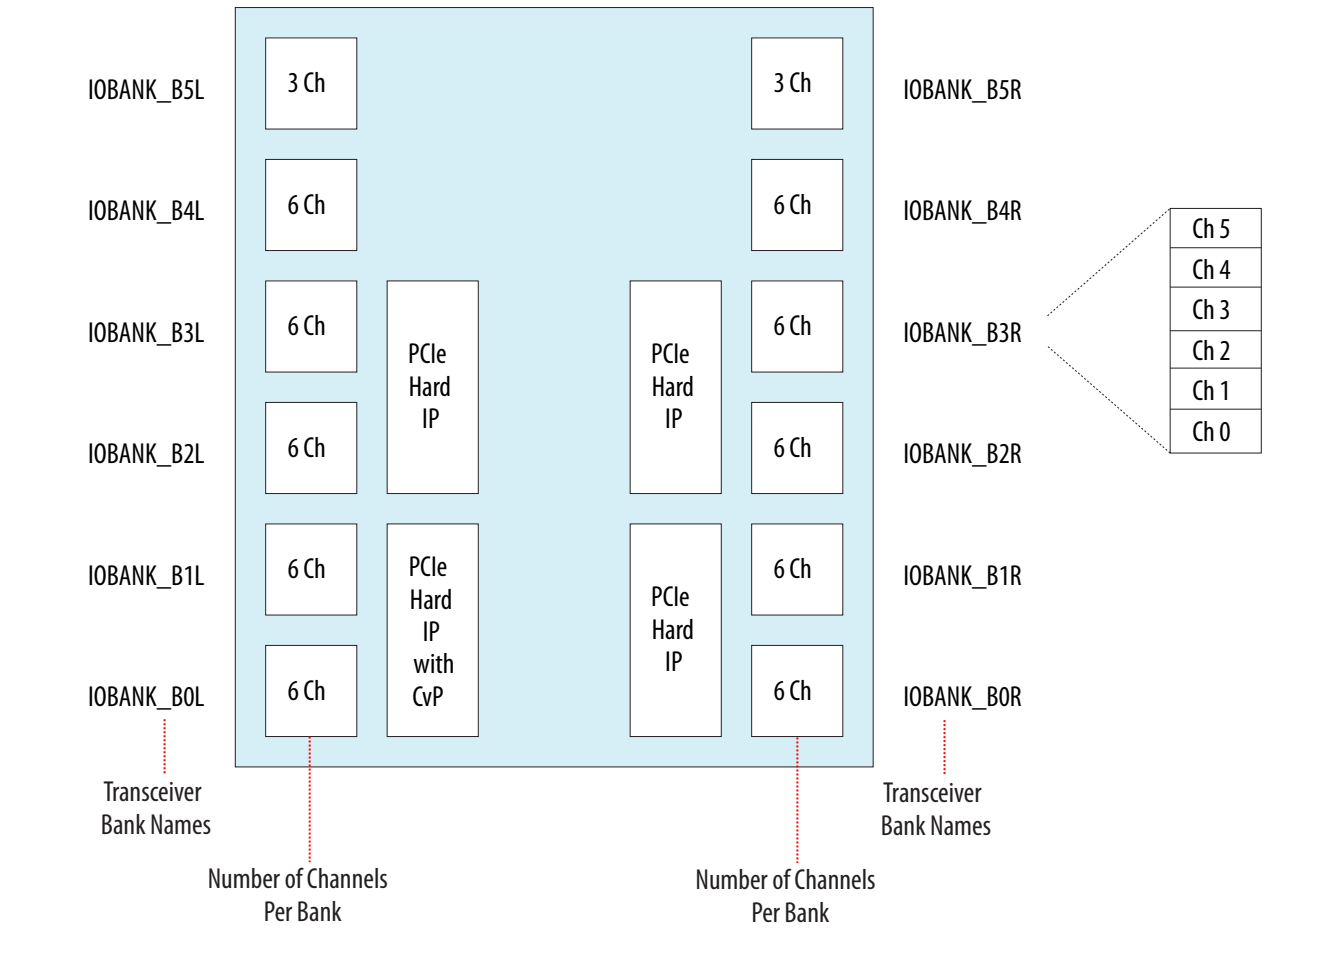 IOBANK_B5L
3 Ch
3 Ch
IOBANK_B5R
IOBANK_B4L
6 Ch
6 Ch
IOBANK_B4R
IOBANK_B3L
6 Ch
PCIe
Hard
IP
PCIe
Hard
IP
6 Ch
IOBANK_B3R
Ch 5
Ch 4
Ch 3
Ch 2
Ch 1
Ch 0
IOBANK_B2L
6 Ch
6 Ch
IOBANK_B2R
IOBANK_B1L
6 Ch
PCIe
Hard
IP
with
CvP
PCIe
Hard
IP
6 Ch
IOBANK_B1R
IOBANK_B0L
6 Ch
6 Ch
IOBANK_B0R
Transceiver
Bank Names
Number of Channels
Per Bank
Number of Channels
Per Bank
Transceiver
Bank Names